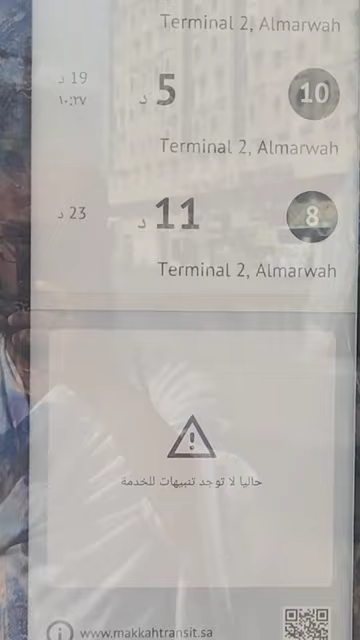 Terminal 2, Almarwah
10 5 د 19 د
١٠:٢٧
Terminal 2, Almarwah
8 11 د 23 د
Terminal 2, Almarwah
حاليا لا توجد تنبيهات للخدمة
www.makkahtransit.sa